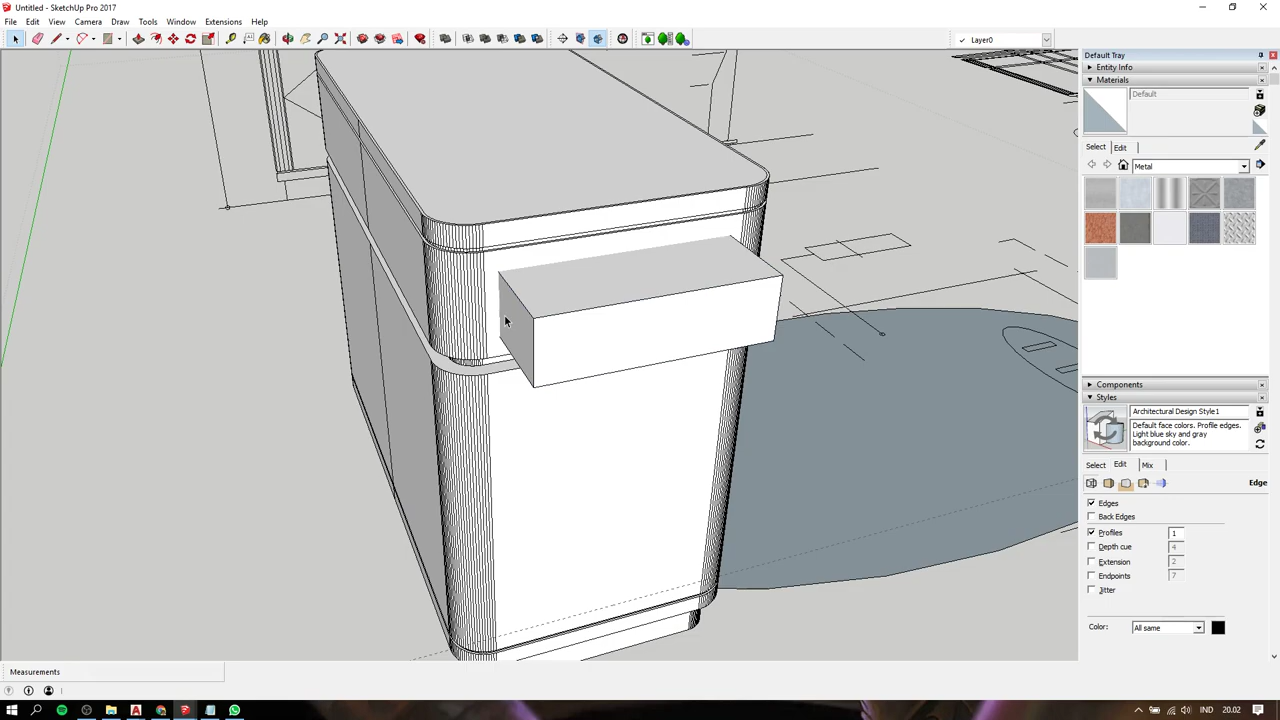 Untitled - SketchUp Pro 2017
File Edit View Camera Draw Tools Window Extensions Help
Layer0
Default Tray
Entity Info
Materials
Default
Select Edit
Metal
Components
Styles
Architectural Design Style1
Default face colors. Profile edges.
Light blue sky and gray
background color.
Select Edit Mix
Edge
Edges
Back Edges
Profiles 1
Depth cue 4
Extension 2
Endpoints 7
Jitter
Color: All same
Measurements
IND 20.02